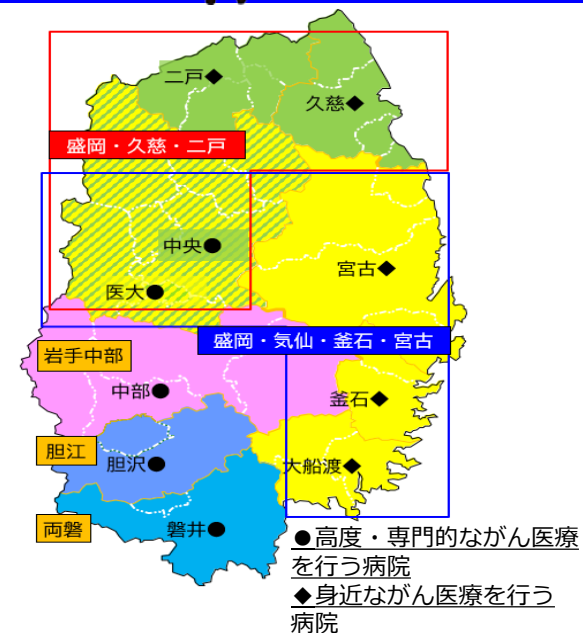 二戸◆
久慈◆
盛岡・久慈・二戸
中央●
宮古◆
医大●
盛岡・気仙・釜石・宮古
岩手中部
中部●
釜石◆
胆江
胆沢●
大船渡◆
両磐
磐井●
●高度・専門的ながん医療
を行う病院
◆身近ながん医療を行う
病院